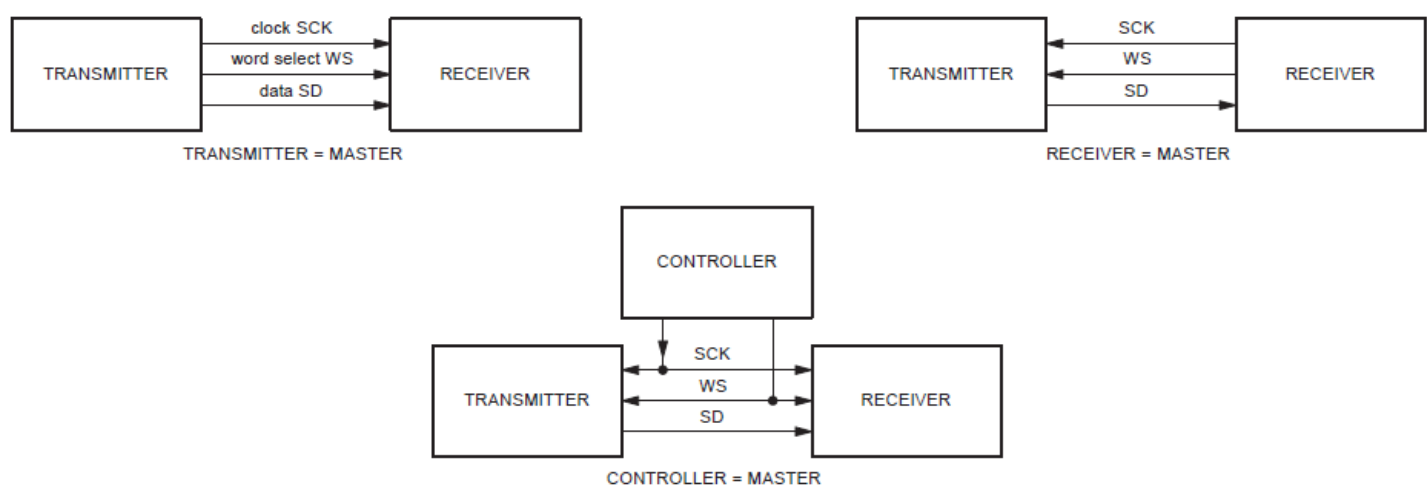 clock SCK
word select WS
data SD
TRANSMITTER
RECEIVER
TRANSMITTER = MASTER
SCK
WS
SD
TRANSMITTER
RECEIVER
RECEIVER = MASTER
CONTROLLER
SCK
WS
SD
TRANSMITTER
RECEIVER
CONTROLLER = MASTER